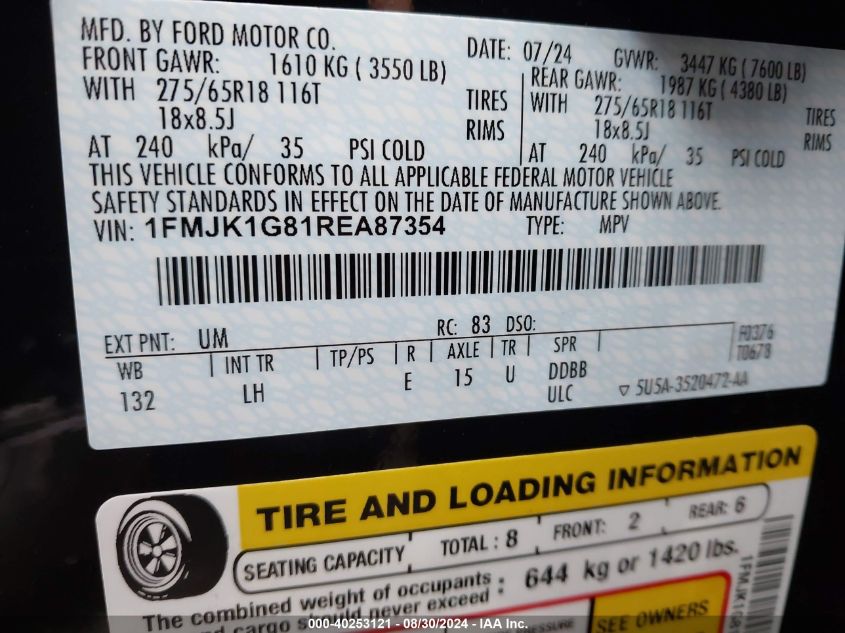 MFD. BY FORD MOTOR CO.
DATE: 07/24 GVWR: 3447 KG ( 7600 LB)
FRONT GAWR: 1610 KG ( 3550 LB)
REAR GAWR: 1987 KG ( 4380 LB)
WITH 275/65R18 116T TIRES
WITH 275/65R18 116T TIRES
18x8.5J RIMS
18x8.5J RIMS
AT 240 kPa/ 35 PSI COLD
AT 240 kPa/ 35 PSI COLD
THIS VEHICLE CONFORMS TO ALL APPLICABLE FEDERAL MOTOR VEHICLE
SAFETY STANDARDS IN EFFECT ON THE DATE OF MANUFACTURE SHOWN ABOVE.
VIN: 1FMJK1G81REA87354 TYPE: MPV
EXT PNT: UM RC: 83 DSO:
F0376
T0678
WB INT TR TP/PS R AXLE TR SPR
132 LH E 15 U DDBB
ULC ▽ 5U5A-3520472-AA
TIRE AND LOADING INFORMATION
SEATING CAPACITY TOTAL : 8 FRONT: 2 REAR: 6
The combined weight of occupants
and cargo should never exceed : 644 kg or 1420 lbs.
SEE OWNERS
000-40253121 - 08/30/2024 - IAA Inc.